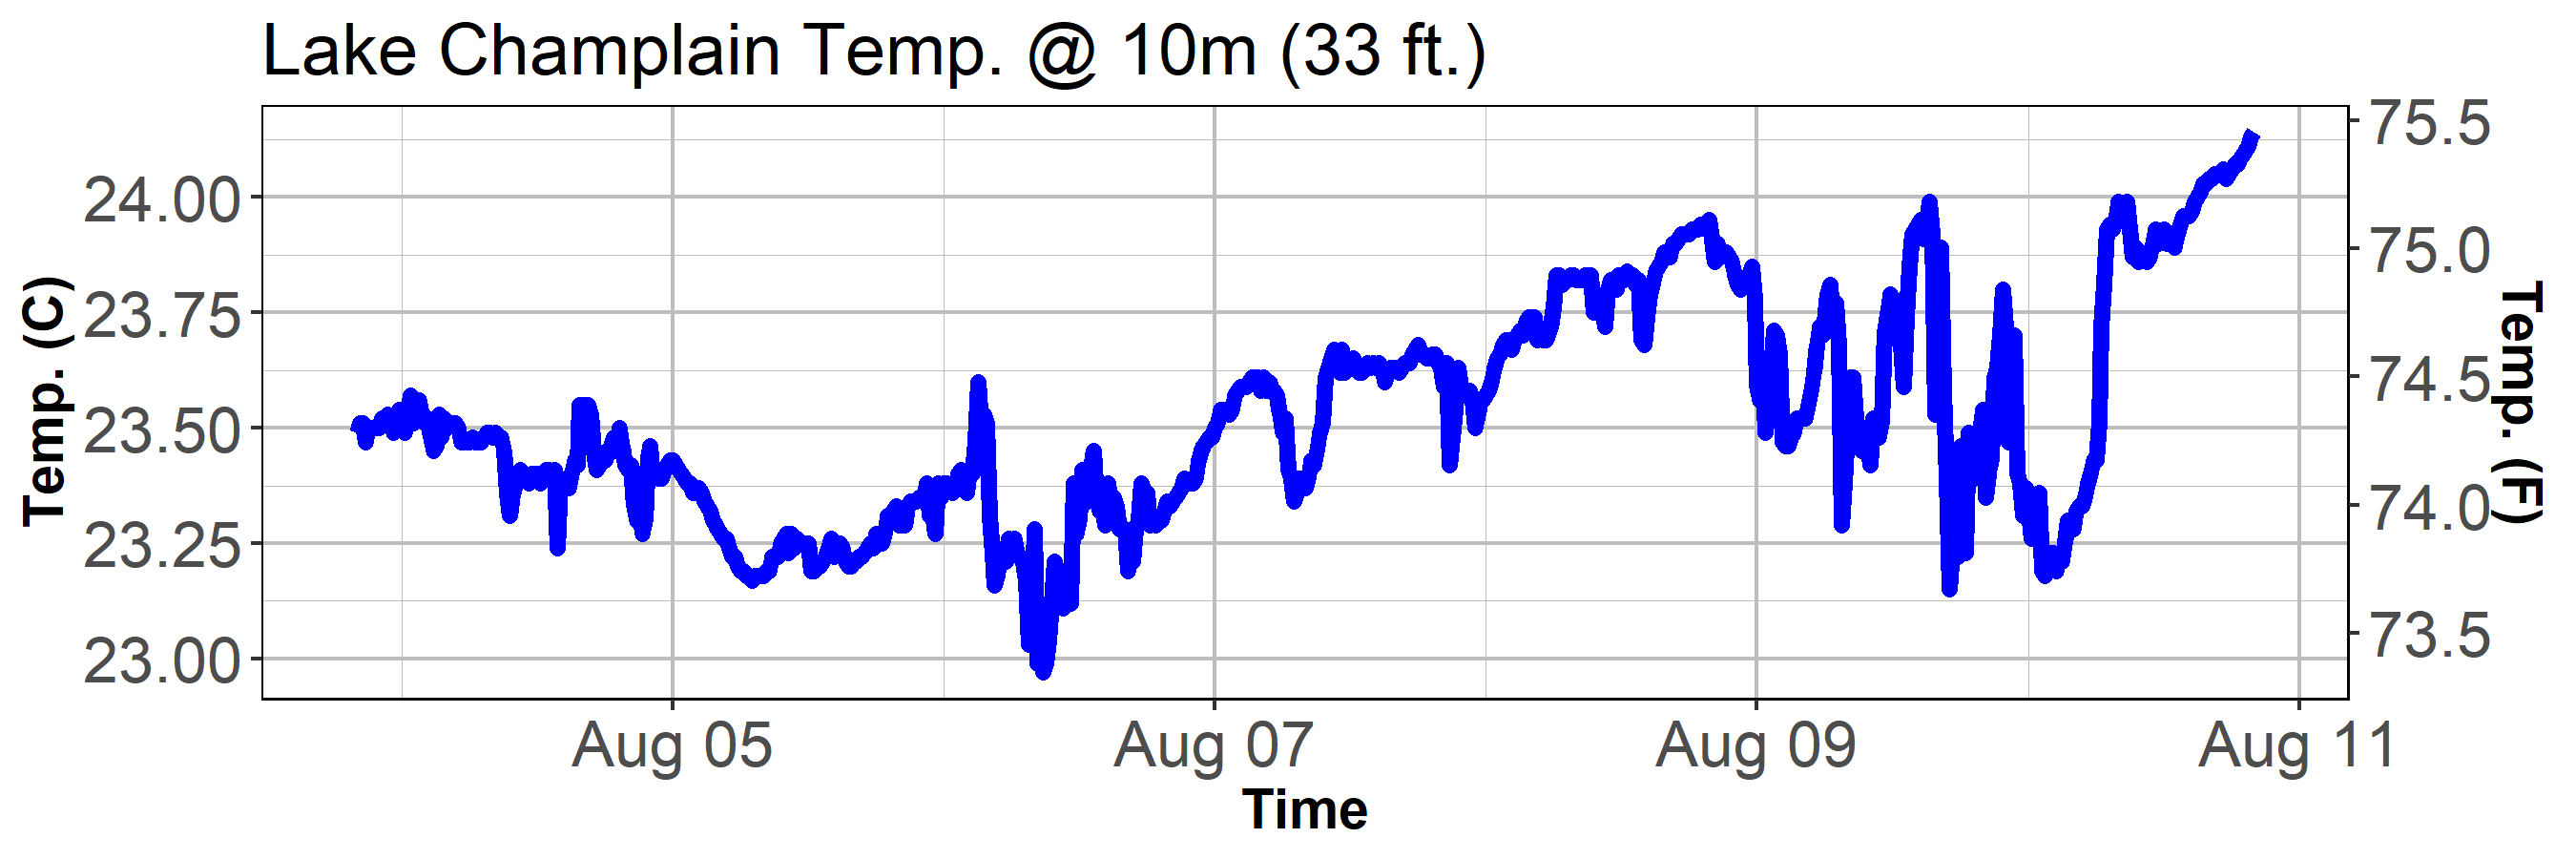 Lake Champlain Temp. @ 10m (33 ft.)
Temp. (C)
24.00
23.75
23.50
23.25
23.00
75.5
75.0
74.5
74.0
73.5
Temp. (F)
Aug 05 Aug 07 Aug 09 Aug 11
Time